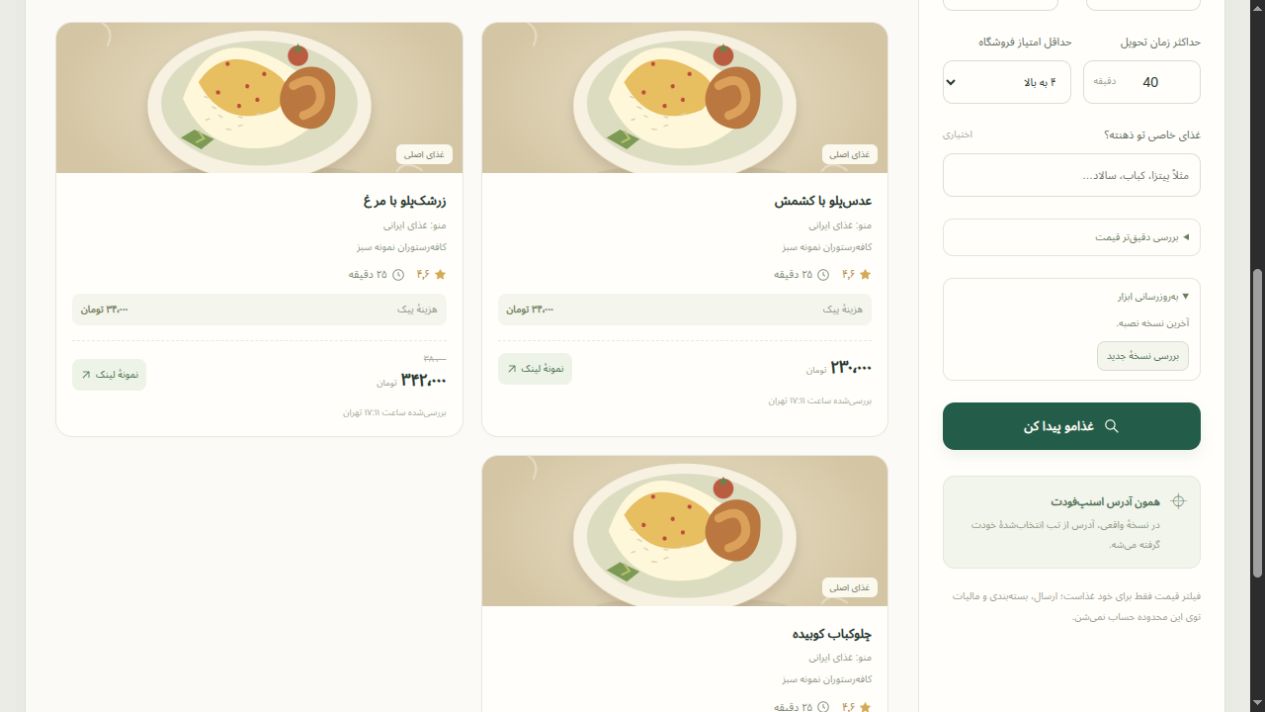 حداکثر زمان تحویل
حداقل امتیاز فروشگاه
40
دقیقه
۴ به بالا
غذای خاصی تو ذهنته؟
اختیاری
مثلاً پیتزا، کباب، سالاد...
بررسی دقیق‌تر قیمت
به‌روزرسانی ابزار
آخرین نسخه نصبه.
بررسی نسخهٔ جدید
غذامو پیدا کن
همون آدرس اسنپ‌فودت
در نسخهٔ واقعی، آدرس از تب انتخاب‌شدهٔ خودت
گرفته می‌شه.
فیلتر قیمت فقط برای خود غذاست؛ ارسال، بسته‌بندی و مالیات
توی این محدوده حساب نمی‌شن.
غذای اصلی
عدس‌پلو با کشمش
منو: غذای ایرانی
کافه‌رستوران نمونه سبز
۴٫۶
۲۵ دقیقه
هزینهٔ پیک
۳۴٬۰۰۰ تومان
۲۳۰٬۰۰۰ تومان
نمونهٔ لینک
بررسی‌شده ساعت ۱۷:۱۱ تهران
غذای اصلی
زرشک‌پلو با مرغ
منو: غذای ایرانی
کافه‌رستوران نمونه سبز
۴٫۶
۲۵ دقیقه
هزینهٔ پیک
۳۴٬۰۰۰ تومان
۳۴۲٬۰۰۰ تومان
نمونهٔ لینک
بررسی‌شده ساعت ۱۷:۱۱ تهران
غذای اصلی
چلوکباب کوبیده
منو: غذای ایرانی
کافه‌رستوران نمونه سبز
۴٫۶
۲۵ دقیقه